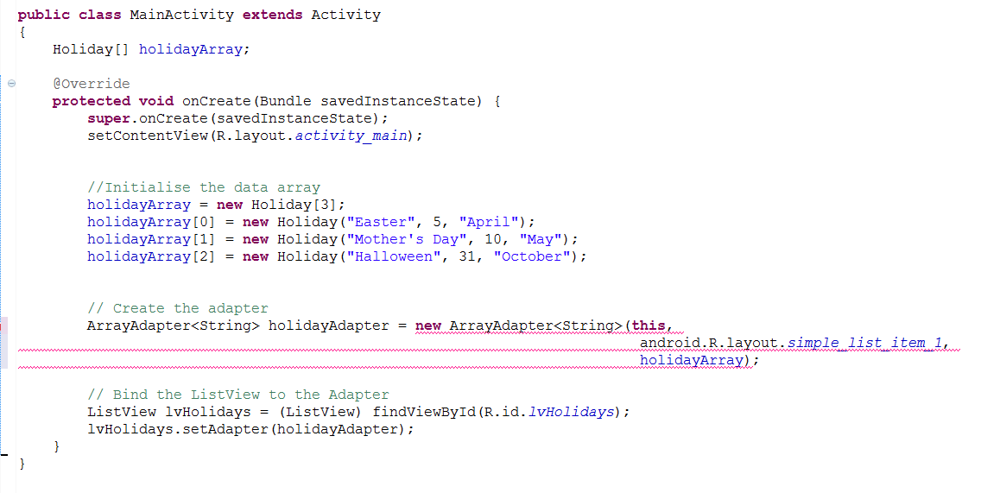 public class MainActivity extends Activity
{
    Holiday[] holidayArray;

    @Override
    protected void onCreate(Bundle savedInstanceState) {
        super.onCreate(savedInstanceState);
        setContentView(R.layout.activity_main);


        //Initialise the data array
        holidayArray = new Holiday[3];
        holidayArray[0] = new Holiday("Easter", 5, "April");
        holidayArray[1] = new Holiday("Mother's Day", 10, "May");
        holidayArray[2] = new Holiday("Halloween", 31, "October");


        // Create the adapter
        ArrayAdapter<String> holidayAdapter = new ArrayAdapter<String>(this,
                                                                        android.R.layout.simple_list_item_1,
                                                                        holidayArray);

        // Bind the ListView to the Adapter
        ListView lvHolidays = (ListView) findViewById(R.id.lvHolidays);
        lvHolidays.setAdapter(holidayAdapter);
    }
}